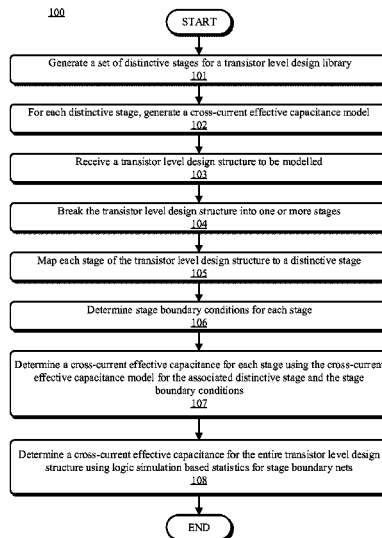 100
START
Generate a set of distinctive stages for a transistor level design library
101
For each distinctive stage, generate a cross-current effective capacitance model
102
Receive a transistor level design structure to be modelled
103
Break the transistor level design structure into one or more stages
104
Map each stage of the transistor level design structure to a distinctive stage
105
Determine stage boundary conditions for each stage
106
Determine a cross-current effective capacitance for each stage using the cross-current
effective capacitance model for the associated distinctive stage and the stage
boundary conditions
107
Determine a cross-current effective capacitance for the entire transistor level design
structure using logic simulation based statistics for stage boundary nets
108
END